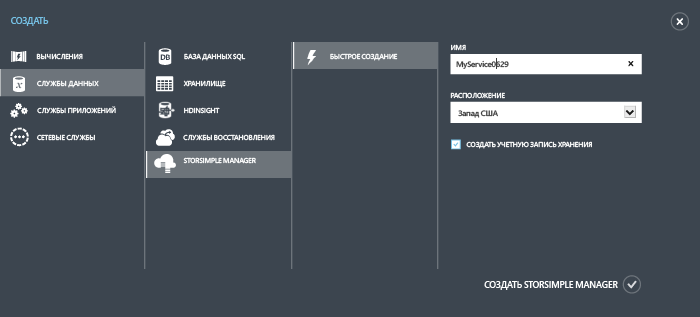 СОЗДАТЬ
ВЫЧИСЛЕНИЯ
СЛУЖБЫ ДАННЫХ
СЛУЖБЫ ПРИЛОЖЕНИЙ
СЕТЕВЫЕ СЛУЖБЫ
DB
БАЗА ДАННЫХ SQL
ХРАНИЛИЩЕ
HDINSIGHT
СЛУЖБЫ ВОССТАНОВЛЕНИЯ
STORSIMPLE MANAGER
БЫСТРОЕ СОЗДАНИЕ
ИМЯ
MyService0629
РАСПОЛОЖЕНИЕ
Запад США
СОЗДАТЬ УЧЕТНУЮ ЗАПИСЬ ХРАНЕНИЯ
СОЗДАТЬ STORSIMPLE MANAGER